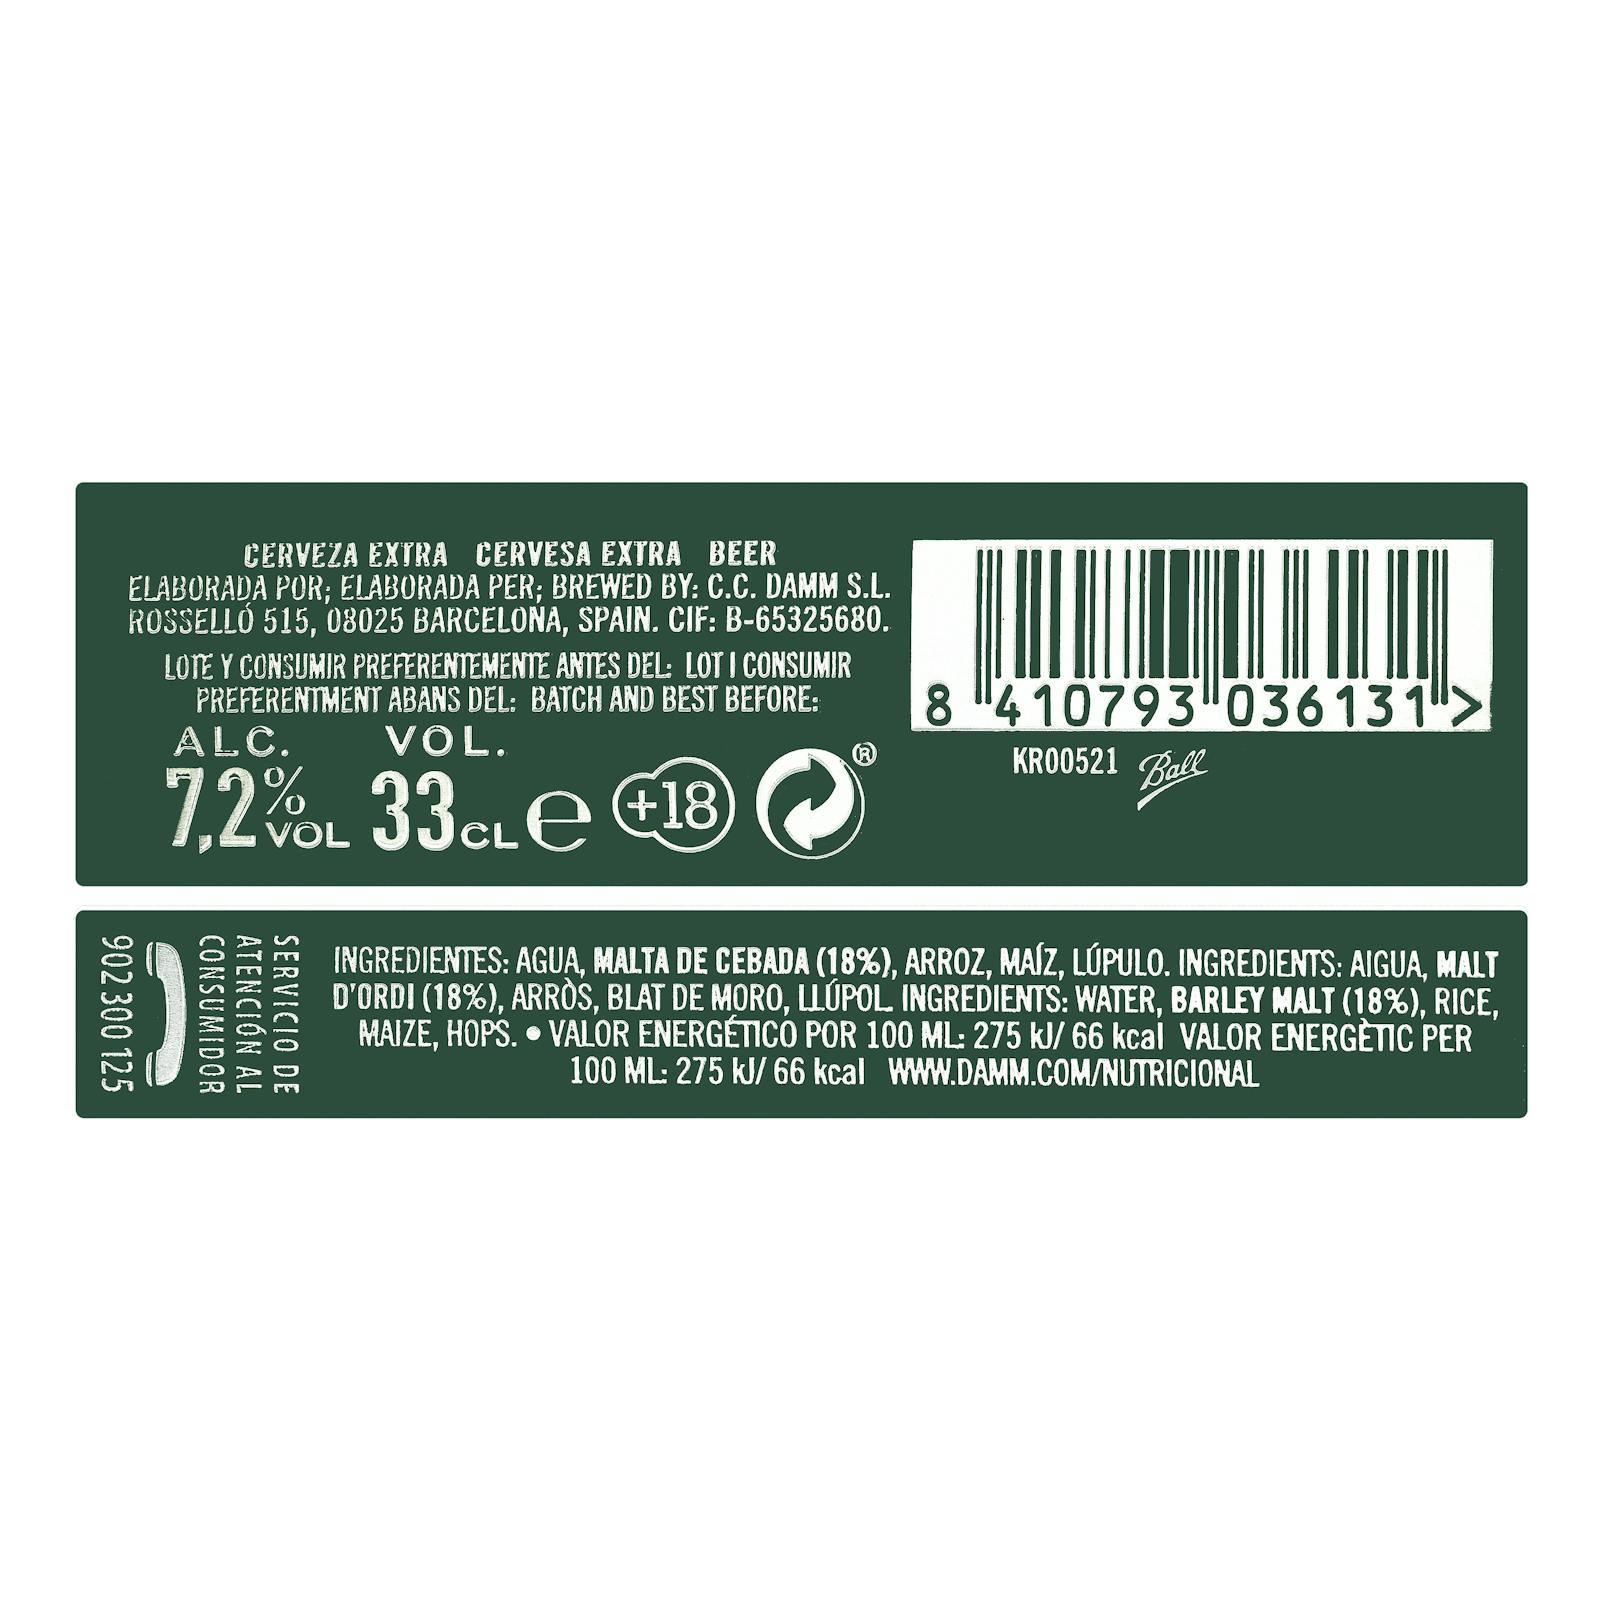 CERVEZA EXTRA CERVESA EXTRA BEER
ELABORADA POR; ELABORADA PER; BREWED BY: C.C. DAMM S.L.
ROSSELLÓ 515, 08025 BARCELONA, SPAIN. CIF: B-65325680.
LOTE Y CONSUMIR PREFERENTEMENTE ANTES DEL: LOT I CONSUMIR
PREFERENTMENT ABANS DEL: BATCH AND BEST BEFORE:
ALC. VOL.
7,2% VOL 33CL e +18 ®
8 410793 036131 >
KR00521 Ball
SERVICIO DE
ATENCIÓN AL
CONSUMIDOR
902 300 125
INGREDIENTES: AGUA, MALTA DE CEBADA (18%), ARROZ, MAÍZ, LÚPULO. INGREDIENTS: AIGUA, MALT
D'ORDI (18%), ARRÒS, BLAT DE MORO, LLÚPOL. INGREDIENTS: WATER, BARLEY MALT (18%), RICE,
MAIZE, HOPS. • VALOR ENERGÉTICO POR 100 ML: 275 kJ/ 66 kcal VALOR ENERGÈTIC PER
100 ML: 275 kJ/ 66 kcal WWW.DAMM.COM/NUTRICIONAL